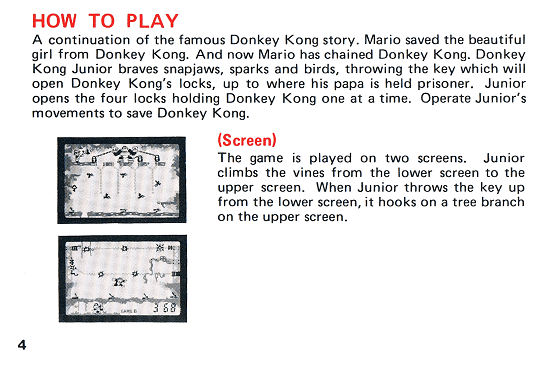 HOW TO PLAY
A continuation of the famous Donkey Kong story. Mario saved the beautiful
girl from Donkey Kong. And now Mario has chained Donkey Kong. Donkey
Kong Junior braves snapjaws, sparks and birds, throwing the key which will
open Donkey Kong's locks, up to where his papa is held prisoner. Junior
opens the four locks holding Donkey Kong one at a time. Operate Junior's
movements to save Donkey Kong.
(Screen)
The game is played on two screens. Junior
climbs the vines from the lower screen to the
upper screen. When Junior throws the key up
from the lower screen, it hooks on a tree branch
on the upper screen.
GAME B 368
4